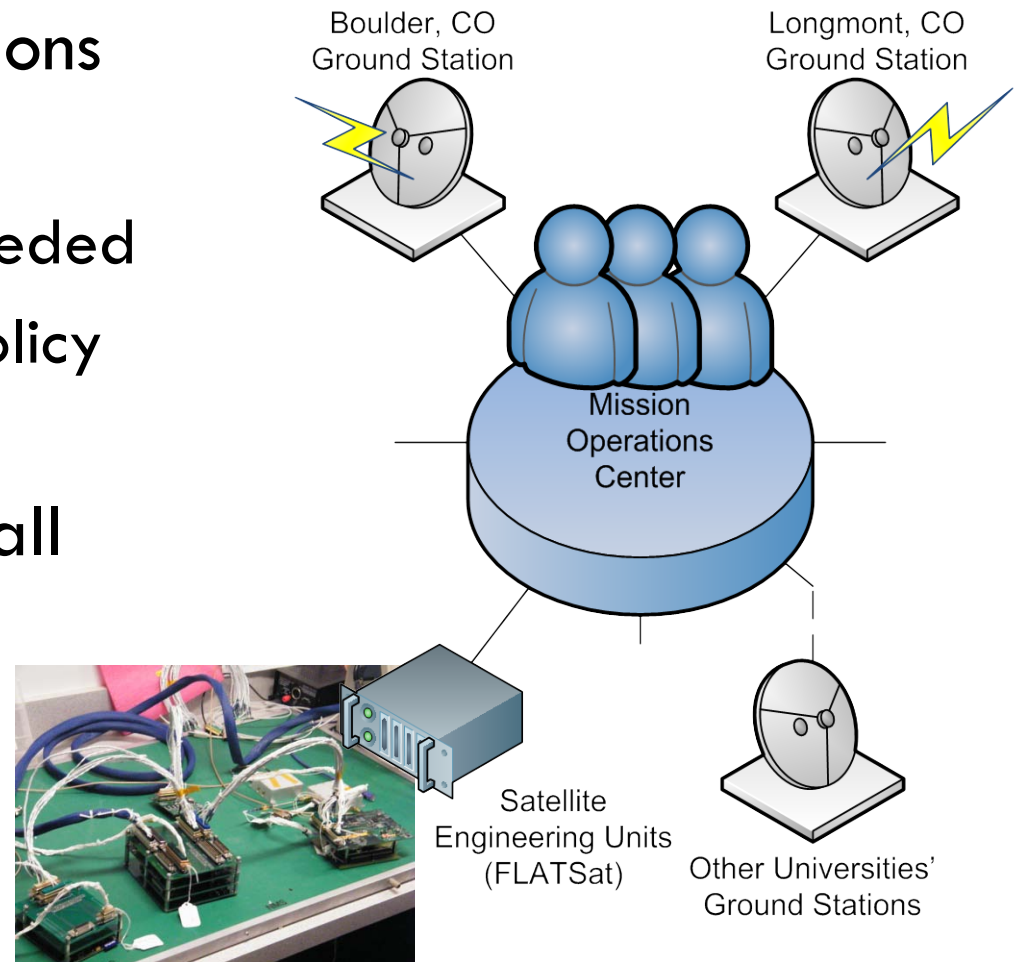 ons
eded
olicy
all
Boulder, CO
Ground Station
Longmont, CO
Ground Station
Mission
Operations
Center
Satellite
Engineering Units
(FLATSat)
Other Universities’
Ground Stations